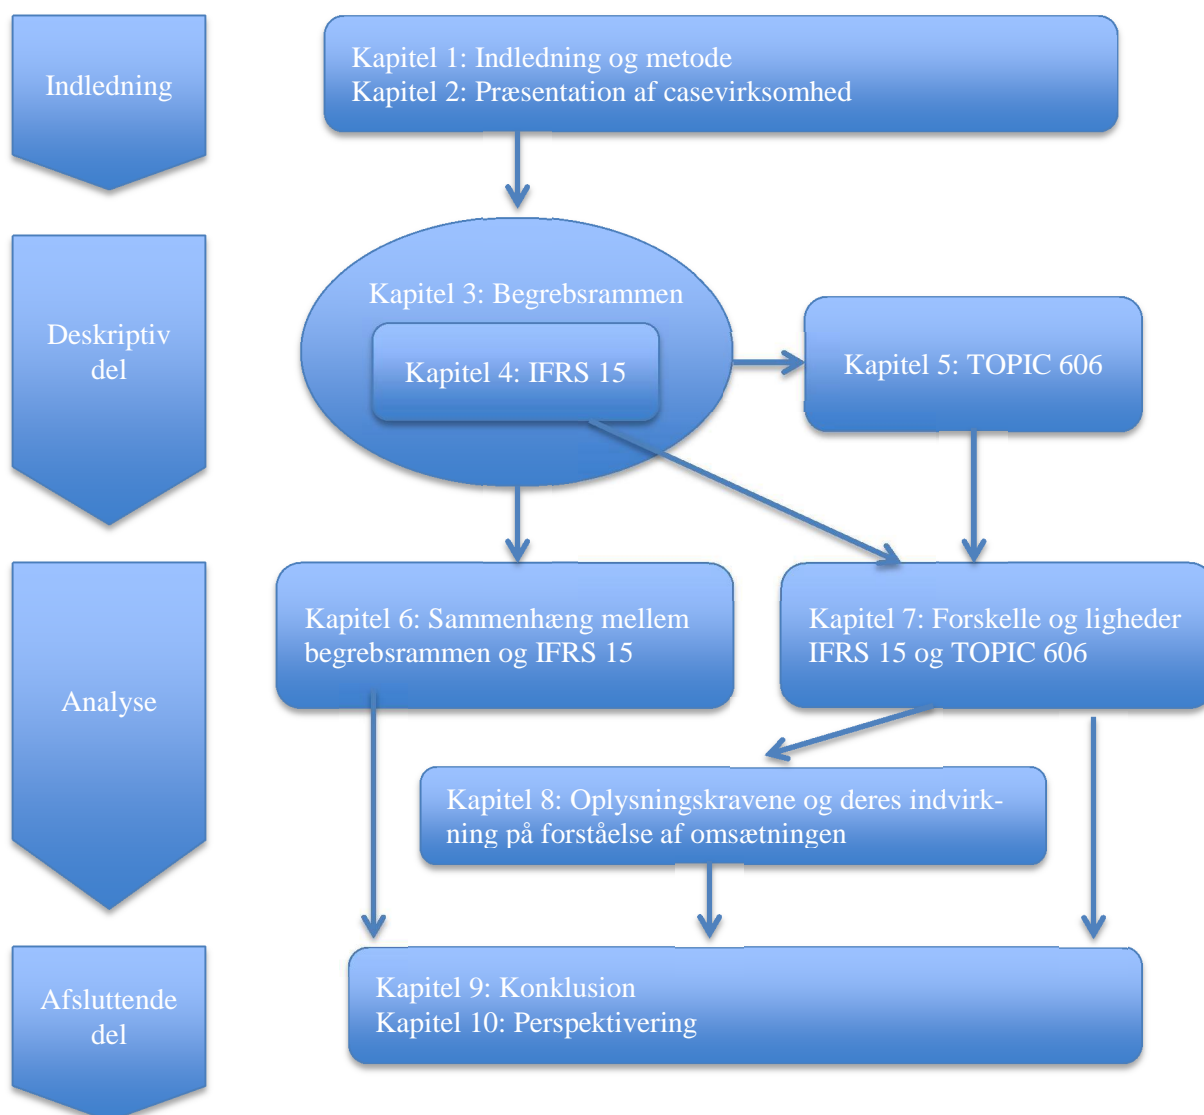 Indledning
Kapitel 1: Indledning og metode
Kapitel 2: Præsentation af casevirksomhed
Deskriptiv
del
Kapitel 3: Begrebsrammen
Kapitel 4: IFRS 15
Kapitel 5: TOPIC 606
Analyse
Kapitel 6: Sammenhæng mellem
begrebsrammen og IFRS 15
Kapitel 7: Forskelle og ligheder
IFRS 15 og TOPIC 606
Kapitel 8: Oplysningskravene og deres indvirk-
ning på forståelse af omsætningen
Afsluttende
del
Kapitel 9: Konklusion
Kapitel 10: Perspektivering